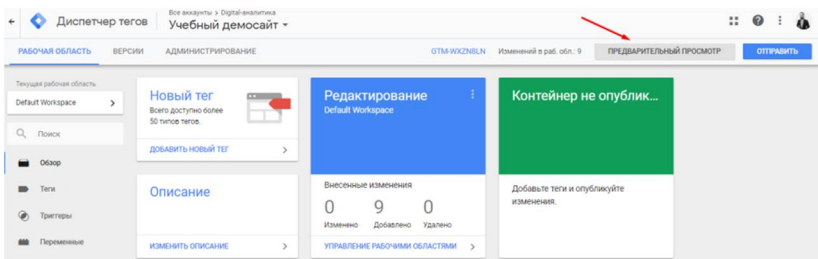 Все аккаунты > Digital-аналитика
Диспетчер тегов
Учебный демосайт
РАБОЧАЯ ОБЛАСТЬ
ВЕРСИИ
АДМИНИСТРИРОВАНИЕ
GTM-WXZN8LN
Изменений в раб. обл.: 9
ПРЕДВАРИТЕЛЬНЫЙ ПРОСМОТР
ОТПРАВИТЬ
Текущая рабочая область
Default Workspace
Поиск
Обзор
Теги
Триггеры
Переменные
Новый тег
Всего доступно более
50 типов тегов.
ДОБАВИТЬ НОВЫЙ ТЕГ
Описание
ИЗМЕНИТЬ ОПИСАНИЕ
Редактирование
Default Workspace
Внесенные изменения
0 9 0
Изменено Добавлено Удалено
УПРАВЛЕНИЕ РАБОЧИМИ ОБЛАСТЯМИ
Контейнер не опублик...
Добавьте теги и опубликуйте
изменения.